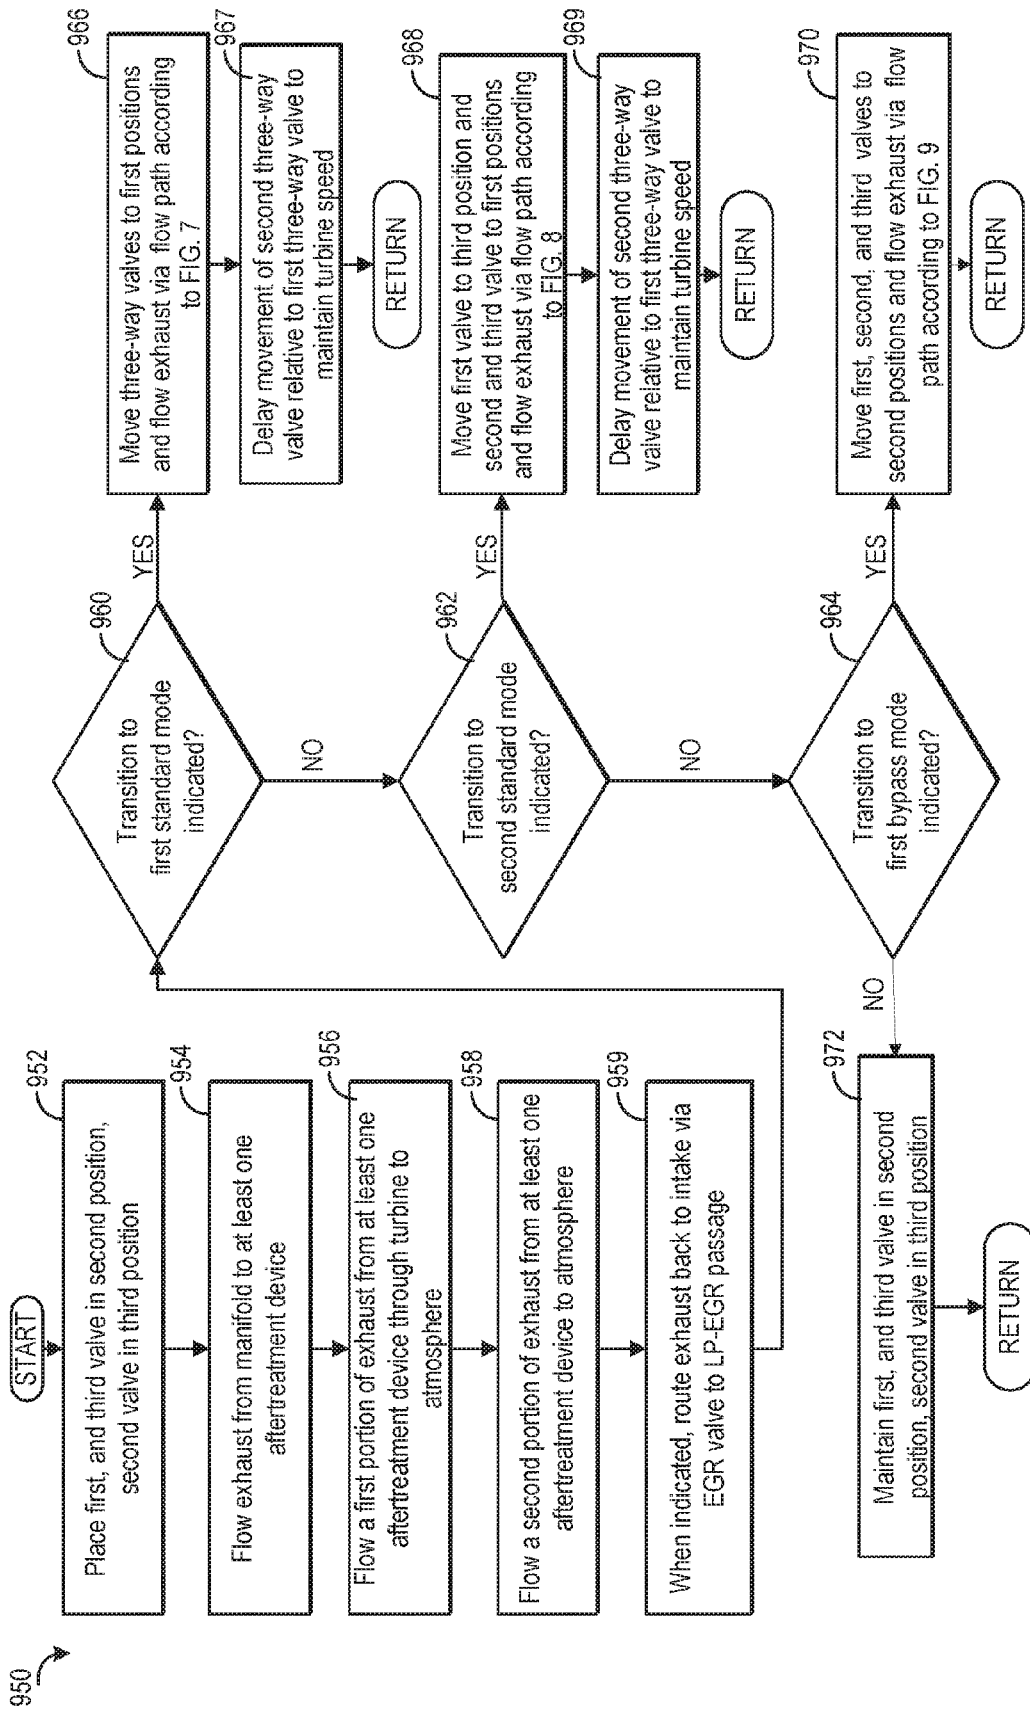 950
START
952
Place first, and third valve in second position,
second valve in third position
954
Flow exhaust from manifold to at least one
aftertreatment device
956
Flow a first portion of exhaust from at least one
aftertreatment device through turbine to
atmosphere
958
Flow a second portion of exhaust from at least one
aftertreatment device to atmosphere
959
When indicated, route exhaust back to intake via
EGR valve to LP-EGR passage
960
Transition to
first standard mode
indicated?
YES
NO
966
Move three-way valves to first positions
and flow exhaust via flow path according
to FIG. 7
967
Delay movement of second three-way
valve relative to first three-way valve to
maintain turbine speed
RETURN
962
Transition to
second standard mode
indicated?
YES
NO
968
Move first valve to third position and
second and third valve to first positions
and flow exhaust via flow path according
to FIG. 8
969
Delay movement of second three-way
valve relative to first three-way valve to
maintain turbine speed
RETURN
964
Transition to
first bypass mode
indicated?
YES
NO
970
Move first, second, and third valves to
second positions and flow exhaust via flow
path according to FIG. 9
RETURN
972
Maintain first, and third valve in second
position, second valve in third position
RETURN